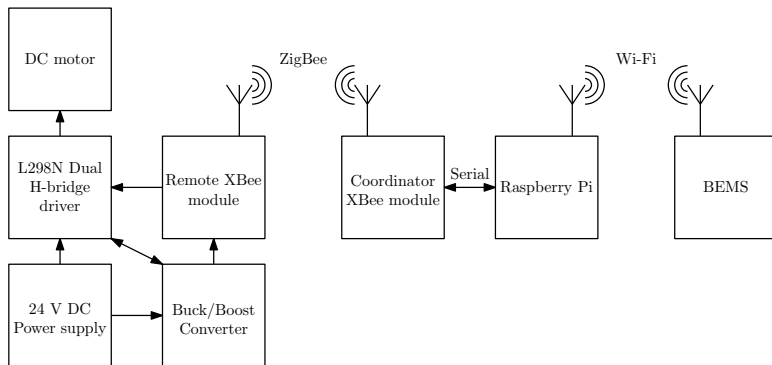 DC motor
ZigBee
Wi-Fi
L298N Dual
H-bridge
driver
Remote XBee
module
Coordinator
XBee module
Serial
Raspberry Pi
BEMS
24 V DC
Power supply
Buck/Boost
Converter